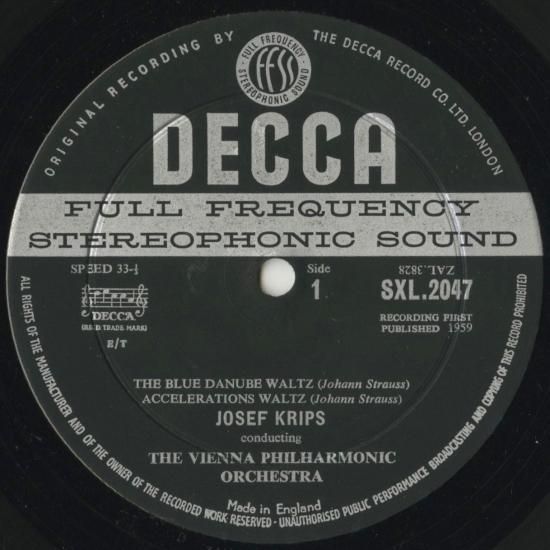 ORIGINAL RECORDING BY
THE DECCA RECORD CO. LTD. LONDON
FULL FREQUENCY
ffss
STEREOPHONIC SOUND
DECCA
FULL FREQUENCY
STEREOPHONIC SOUND
SPEED 33-⅓
Side
1
ZAL.3828
SXL.2047
DECCA
(REGD TRADE MARK)
E/T
RECORDING FIRST
PUBLISHED 1959
THE BLUE DANUBE WALTZ (Johann Strauss)
ACCELERATIONS WALTZ (Johann Strauss)
JOSEF KRIPS
conducting
THE VIENNA PHILHARMONIC
ORCHESTRA
Made in England
ALL RIGHTS OF THE MANUFACTURER AND OF THE OWNER OF THE RECORDED WORK RESERVED - UNAUTHORISED PUBLIC PERFORMANCE BROADCASTING AND COPYING OF THIS RECORD PROHIBITED